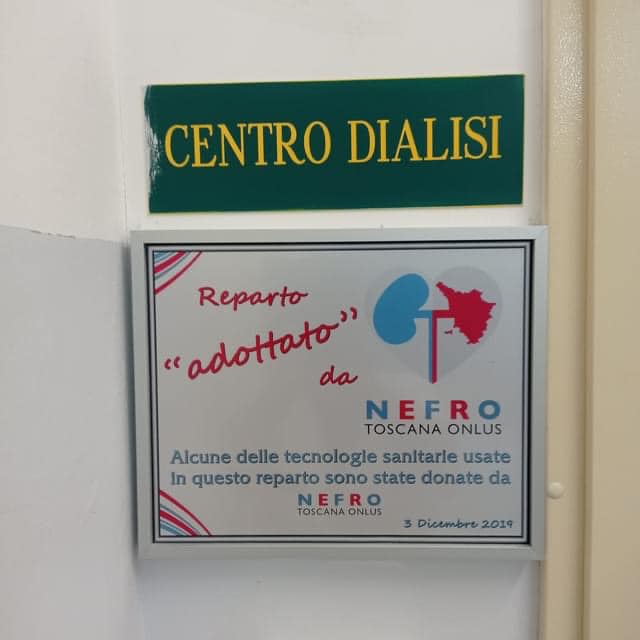 CENTRO DIALISI
Reparto
"adottato"
da
NEFRO
TOSCANA ONLUS
Alcune delle tecnologie sanitarie usate
in questo reparto sono state donate da
NEFRO
TOSCANA ONLUS
3 Dicembre 2019